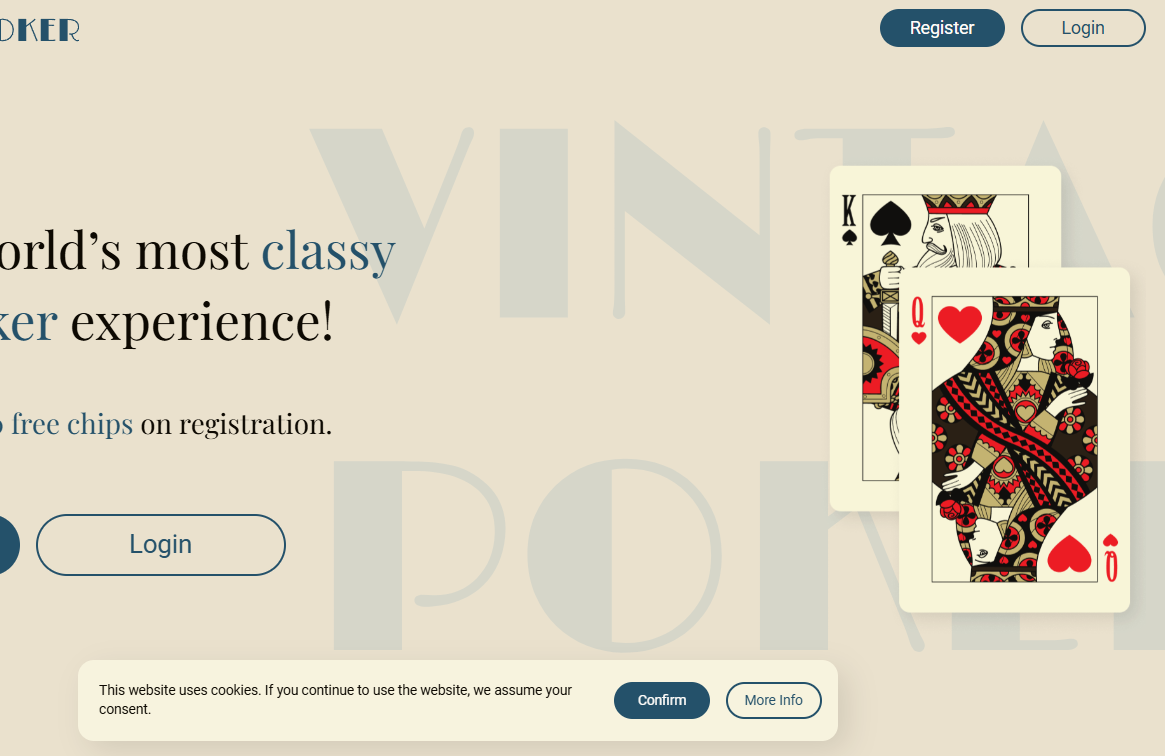 OKER
Register
Login
VINTAG
K
orld’s most classy
ker experience!
Q
free chips on registration.
POKER
Login
Q
This website uses cookies. If you continue to use the website, we assume your
consent.
Confirm
More Info